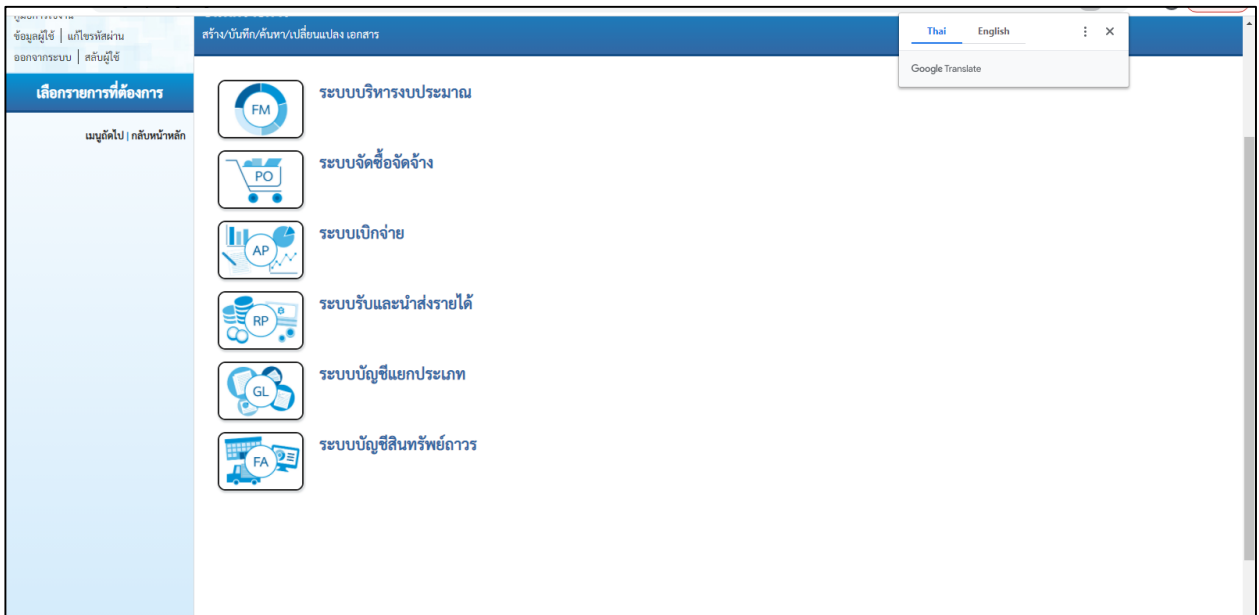 ข้อมูลผู้ใช้ | แก้ไขรหัสผ่าน
ออกจากระบบ | สลับผู้ใช้
สร้าง/บันทึก/ค้นหา/เปลี่ยนแปลง เอกสาร
Thai English
Google Translate
เลือกรายการที่ต้องการ
เมนูถัดไป | กลับหน้าหลัก
FM
ระบบบริหารงบประมาณ
PO
ระบบจัดซื้อจัดจ้าง
AP
ระบบเบิกจ่าย
RP
ระบบรับและนำส่งรายได้
GL
ระบบบัญชีแยกประเภท
FA
ระบบบัญชีสินทรัพย์ถาวร